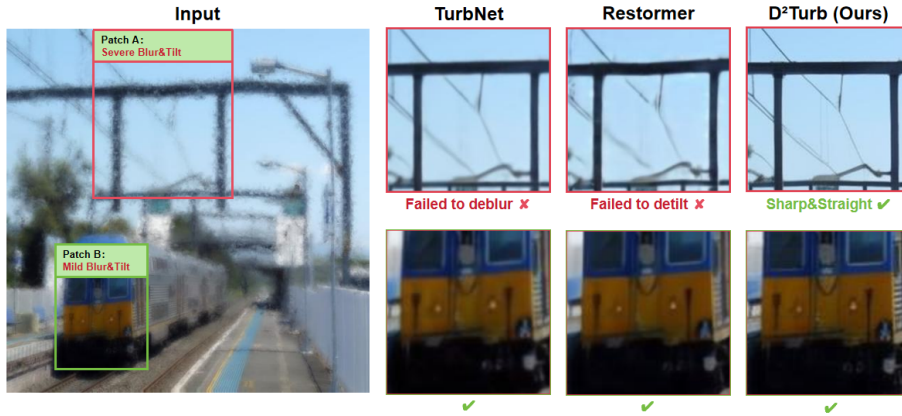 Input
TurbNet
Restormer
D²Turb (Ours)
Patch A:
Severe Blur&Tilt
Failed to deblur ✘
Failed to detilt ✘
Sharp&Straight ✔
Patch B:
Mild Blur&Tilt
✔
✔
✔